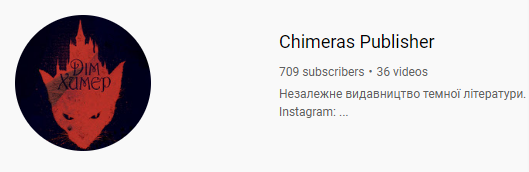 Дім
Химер
Chimeras Publisher
709 subscribers • 36 videos
Незалежне видавництво темної літератури.
Instagram: ...